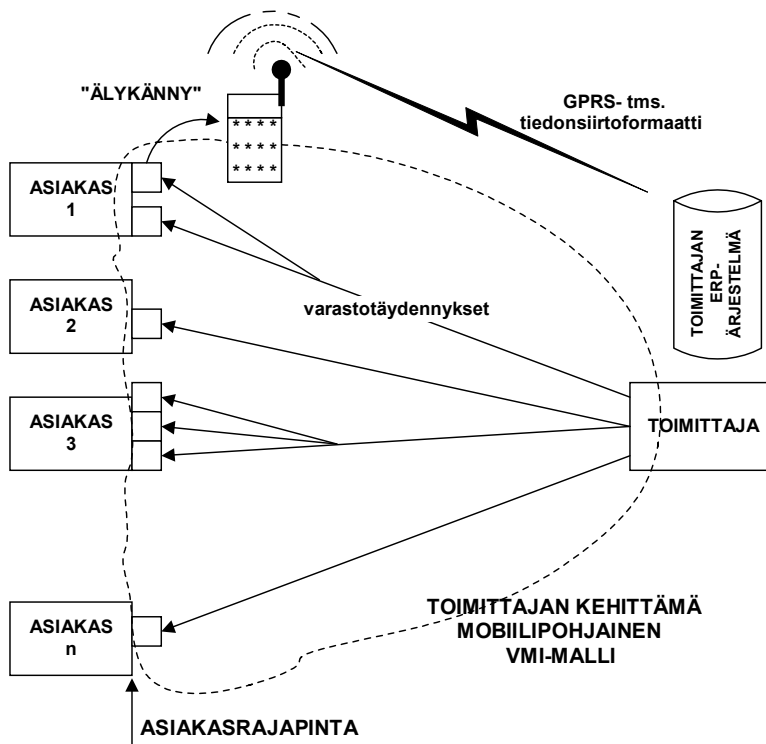 "ÄLYKÄNNY"
* * * *
* * * *
* * * *
GPRS- tms.
tiedonsiirtoformaatti
ASIAKAS
1
TOIMITTAJAN
ERP-
ÄRJESTELMÄ
ASIAKAS
2
varastotäydennykset
ASIAKAS
3
TOIMITTAJA
ASIAKAS
n
TOIMITTAJAN KEHITTÄMÄ
MOBIILIPOHJAINEN
VMI-MALLI
ASIAKASRAJAPINTA